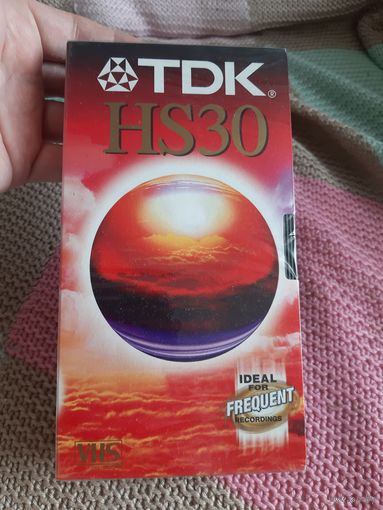 TDK®
HS30
IDEAL
FOR
FREQUENT
RECORDINGS
VHS